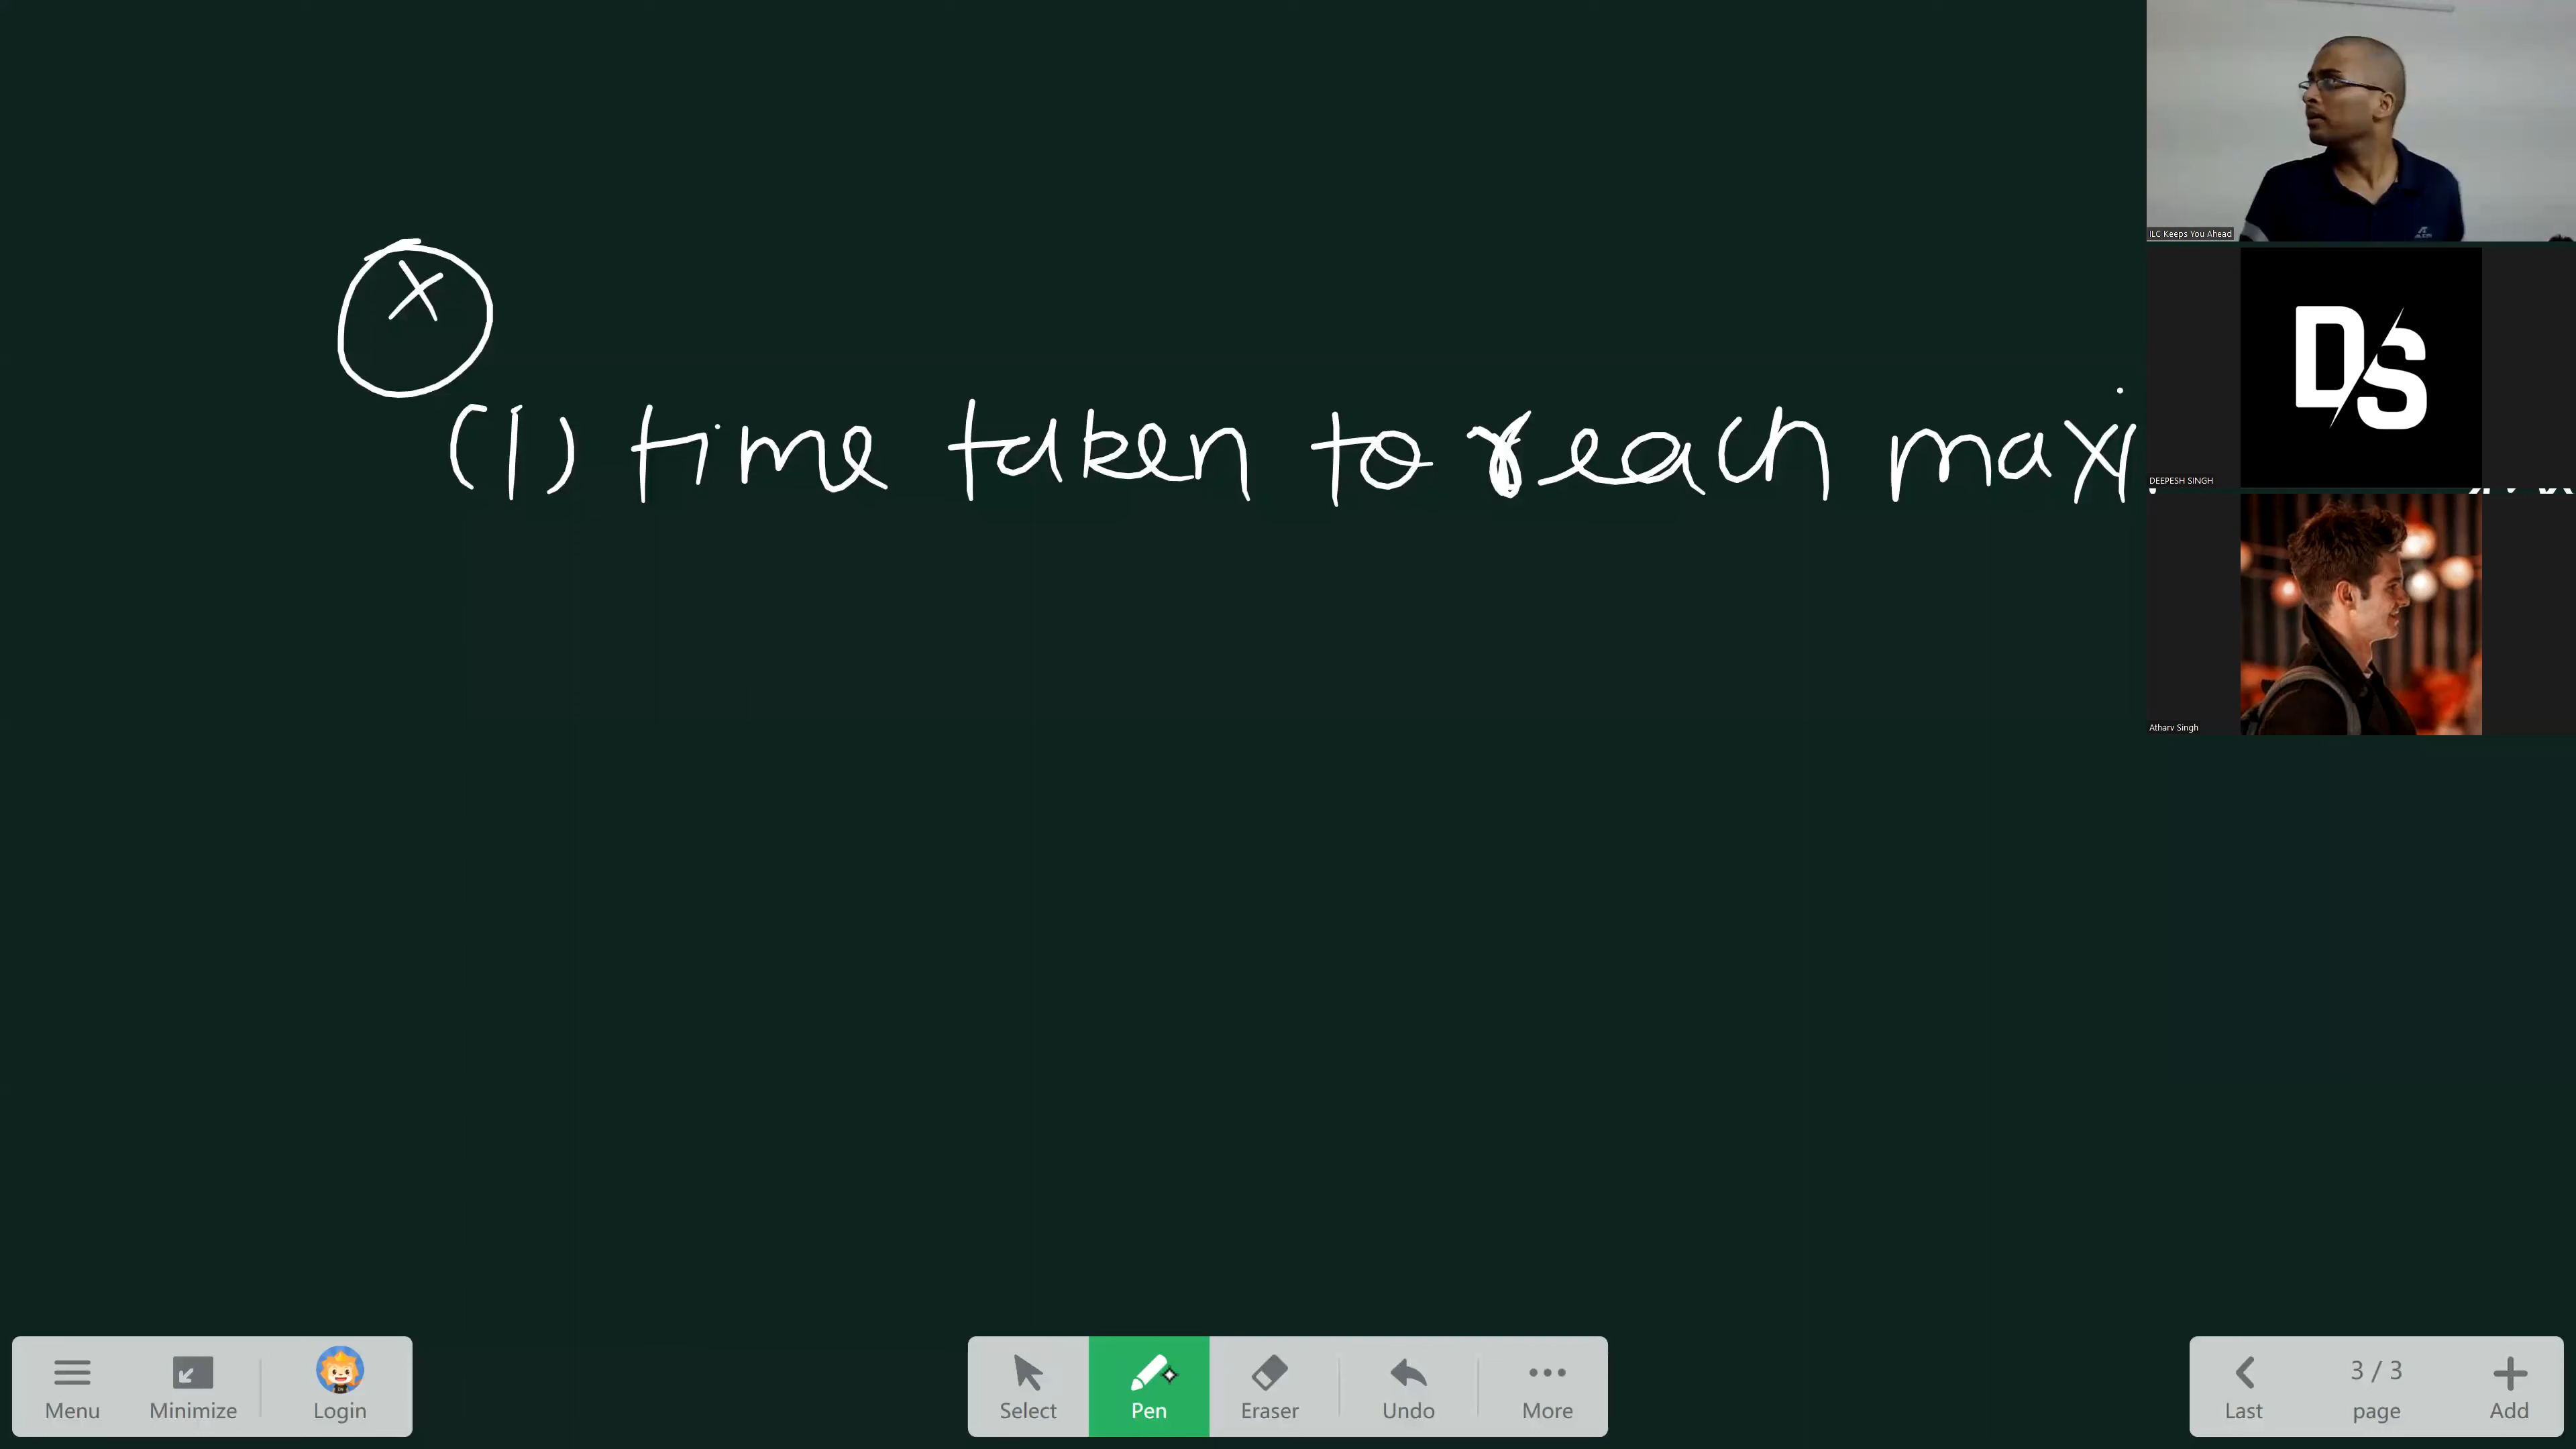 ILC Keeps You Ahead
X
DS
(1) time taken to reach maxi
DEEPESH SINGH
Atharv Singh
Menu Minimize Login
Select Pen Eraser Undo More
Last 3 / 3 page Add